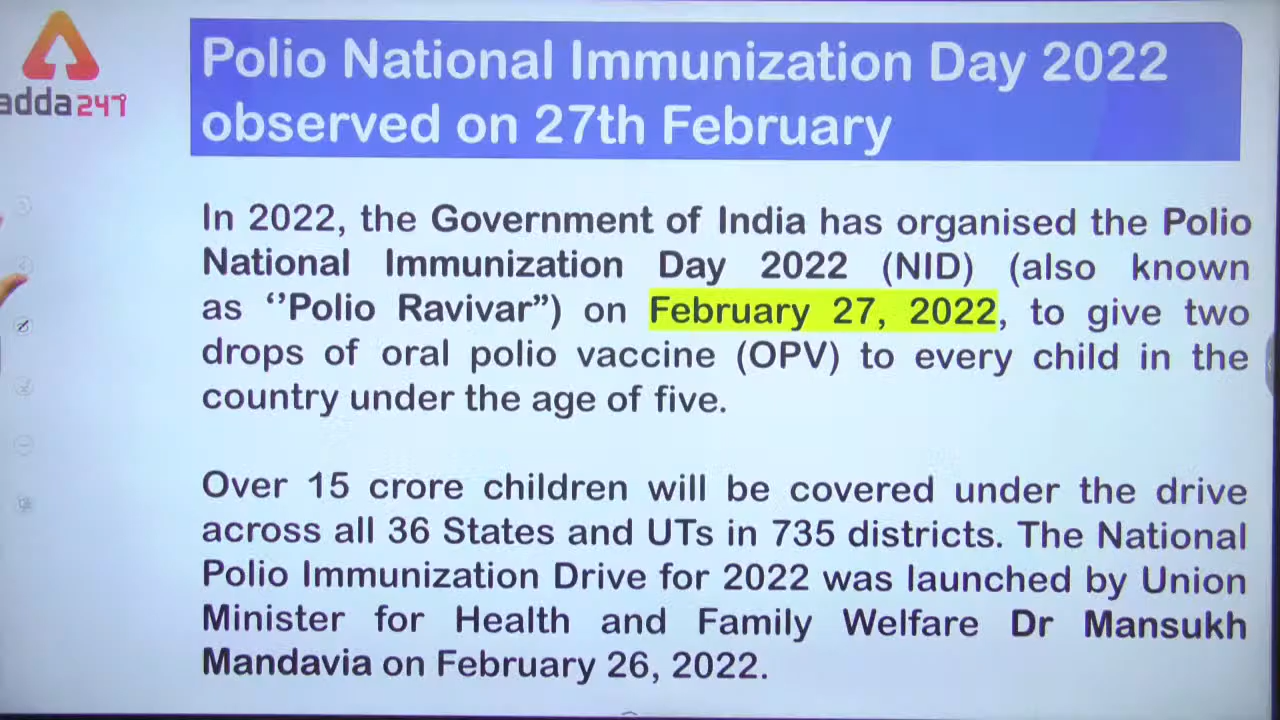 adda247
Polio National Immunization Day 2022
observed on 27th February
In 2022, the Government of India has organised the Polio
National Immunization Day 2022 (NID) (also known
as ‘’Polio Ravivar”) on February 27, 2022, to give two
drops of oral polio vaccine (OPV) to every child in the
country under the age of five.
Over 15 crore children will be covered under the drive
across all 36 States and UTs in 735 districts. The National
Polio Immunization Drive for 2022 was launched by Union
Minister for Health and Family Welfare Dr Mansukh
Mandavia on February 26, 2022.